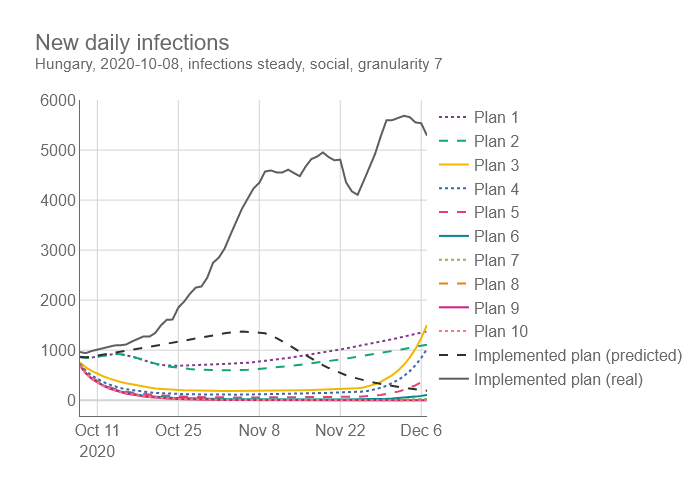 New daily infections
Hungary, 2020-10-08, infections steady, social, granularity 7
6000
5000
4000
3000
2000
1000
0
Oct 11
2020
Oct 25
Nov 8
Nov 22
Dec 6
Plan 1
Plan 2
Plan 3
Plan 4
Plan 5
Plan 6
Plan 7
Plan 8
Plan 9
Plan 10
Implemented plan (predicted)
Implemented plan (real)